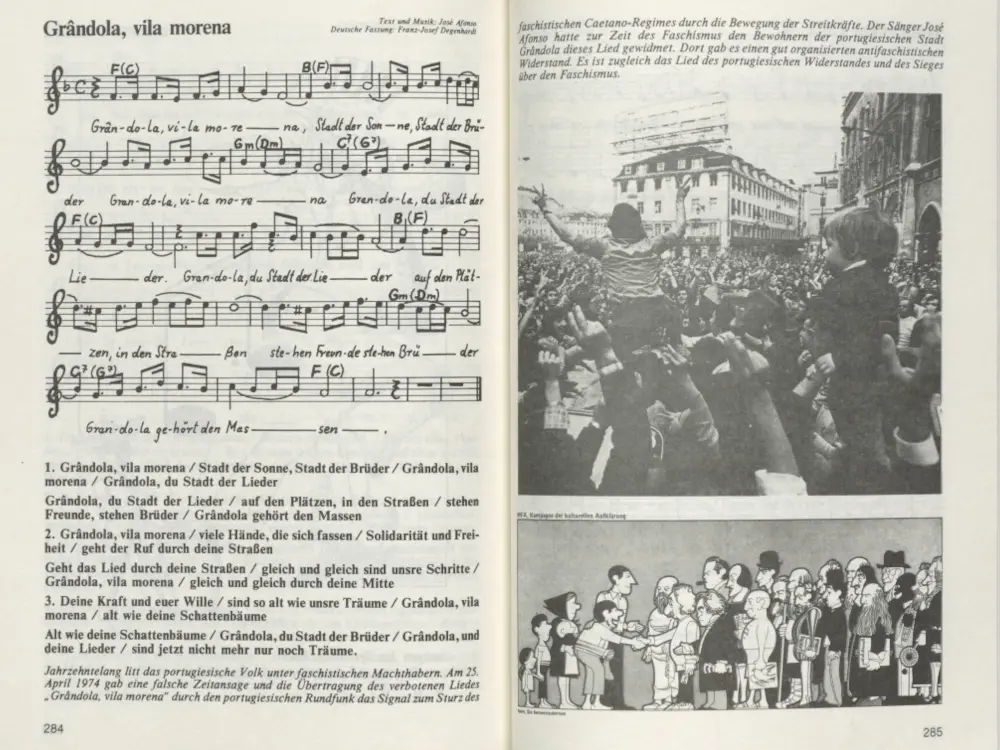 Grândola, vila morena
Text und Musik: José Afonso
Deutsche Fassung: Franz-Josef Degenhardt
F(C) B(F)
Grân-do-la, vi-la mo-re — na, Stadt der Son — ne, Stadt der Brü-
Gm(Dm) C⁷(G⁷)
der Gran-do-la, vi-la mo-re — na Gran-do-la, du Stadt der
F(C) B(F)
Lie — der. Gran-do-la, du Stadt der Lie — der auf den Plät-
Gm(Dm)
— zen, in den Stra — ßen ste-hen Freun-de ste-hen Brü — der
C⁷(G⁷) F(C)
Gran-do-la ge-hört den Mas — sen — .
1. Grândola, vila morena / Stadt der Sonne, Stadt der Brüder / Grândola, vila
morena / Grândola, du Stadt der Lieder
Grândola, du Stadt der Lieder / auf den Plätzen, in den Straßen / stehen
Freunde, stehen Brüder / Grândola gehört den Massen
2. Grândola, vila morena / viele Hände, die sich fassen / Solidarität und Frei-
heit / geht der Ruf durch deine Straßen
Geht das Lied durch deine Straßen / gleich und gleich sind unsre Schritte /
Grândola, vila morena / gleich und gleich durch deine Mitte
3. Deine Kraft und euer Wille / sind so alt wie unsre Träume / Grândola, vila
morena / alt wie deine Schattenbäume
Alt wie deine Schattenbäume / Grândola, du Stadt der Brüder / Grândola, und
deine Lieder / sind jetzt nicht mehr nur noch Träume.
Jahrzehntelang litt das portugiesische Volk unter faschistischen Machthabern. Am 25.
April 1974 gab eine falsche Zeitansage und die Übertragung des verbotenen Liedes
„Grândola, vila morena" durch den portugiesischen Rundfunk das Signal zum Sturz des
284
faschistischen Caetano-Regimes durch die Bewegung der Streitkräfte. Der Sänger José
Afonso hatte zur Zeit des Faschismus den Bewohnern der portugiesischen Stadt
Grândola dieses Lied gewidmet. Dort gab es einen gut organisierten antifaschistischen
Widerstand. Es ist zugleich das Lied des portugiesischen Widerstandes und des Sieges
über den Faschismus.
MFA, Kampagne der kulturellen Aufklärung
285